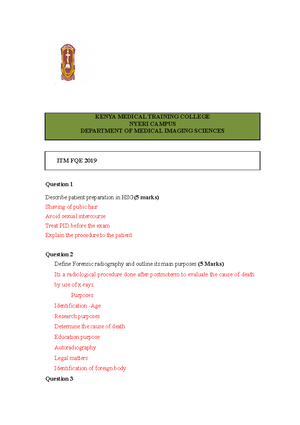 KENYA MEDICAL TRAINING COLLEGE
NYERI CAMPUS
DEPARTMENT OF MEDICAL IMAGING SCIENCES
ITM FQE 2019
Question 1
Describe patient preparation in HSG(5 marks)
Shaving of pubic hair
Avoid sexual intercourse
Treat PID before the exam
Explain the procedure to the patient
Question 2
Define Forensic radiography and outline its main purposes (5 Marks)
Its a radiological procedure done after postmortem to evaluate the cause of death
by use of x-rays
Purposes
Identification -Age
Research purposes
Determine the cause of death
Education purpose
Autoradiography
Legal matters
Identification of foreign body
Question 3